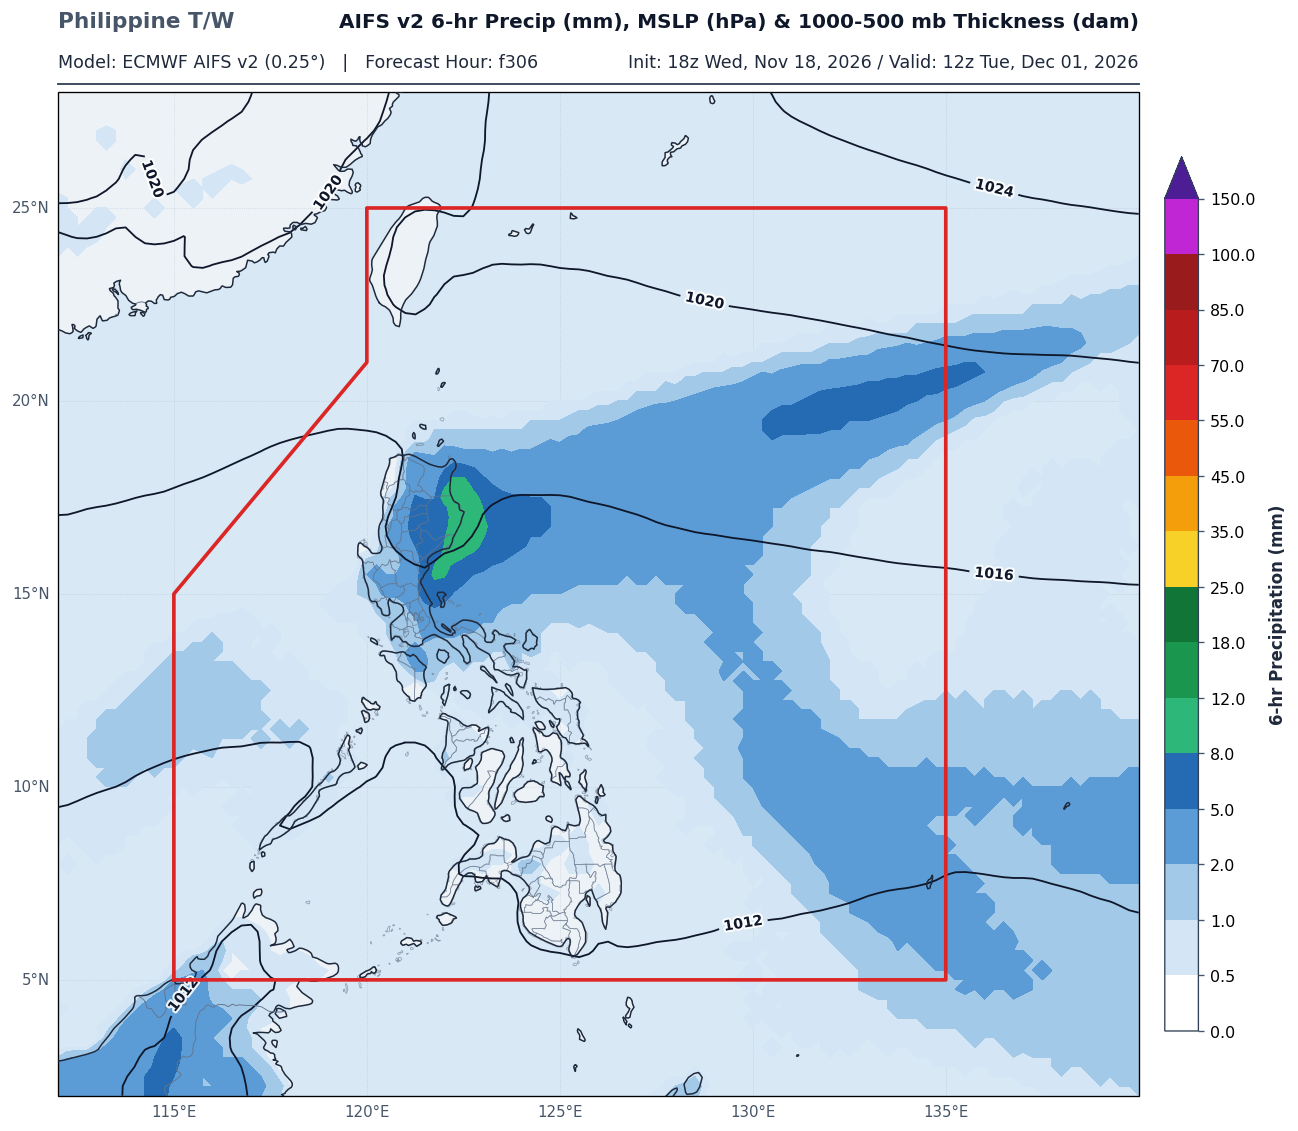 Philippine T/W
AIFS v2 6-hr Precip (mm), MSLP (hPa) & 1000-500 mb Thickness (dam)
Model: ECMWF AIFS v2 (0.25°) | Forecast Hour: f306
Init: 18z Wed, Nov 18, 2026 / Valid: 12z Tue, Dec 01, 2026
1020
1020
1024
1020
1016
1012
1012
25°N
20°N
15°N
10°N
5°N
115°E
120°E
125°E
130°E
135°E
150.0
100.0
85.0
70.0
55.0
45.0
35.0
25.0
18.0
12.0
8.0
5.0
2.0
1.0
0.5
0.0
6-hr Precipitation (mm)